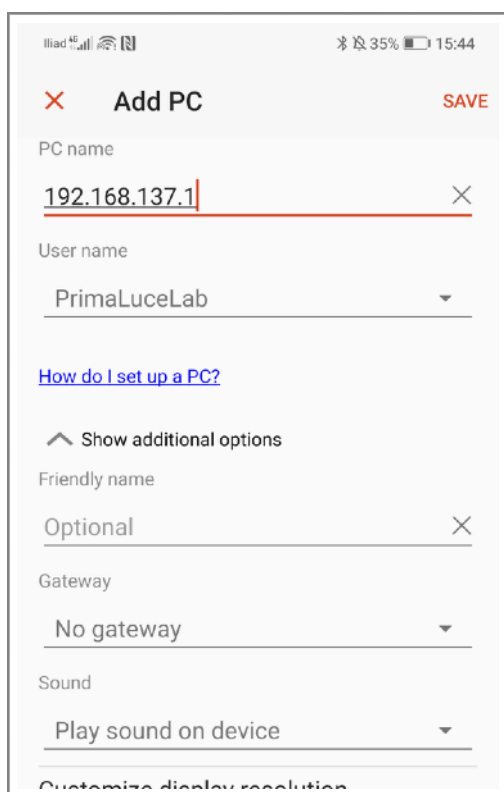 Iliad 35% 15:44
Add PC SAVE
PC name
192.168.137.1
User name
PrimaLuceLab
How do I set up a PC?
Show additional options
Friendly name
Optional
Gateway
No gateway
Sound
Play sound on device
Customize display resolution